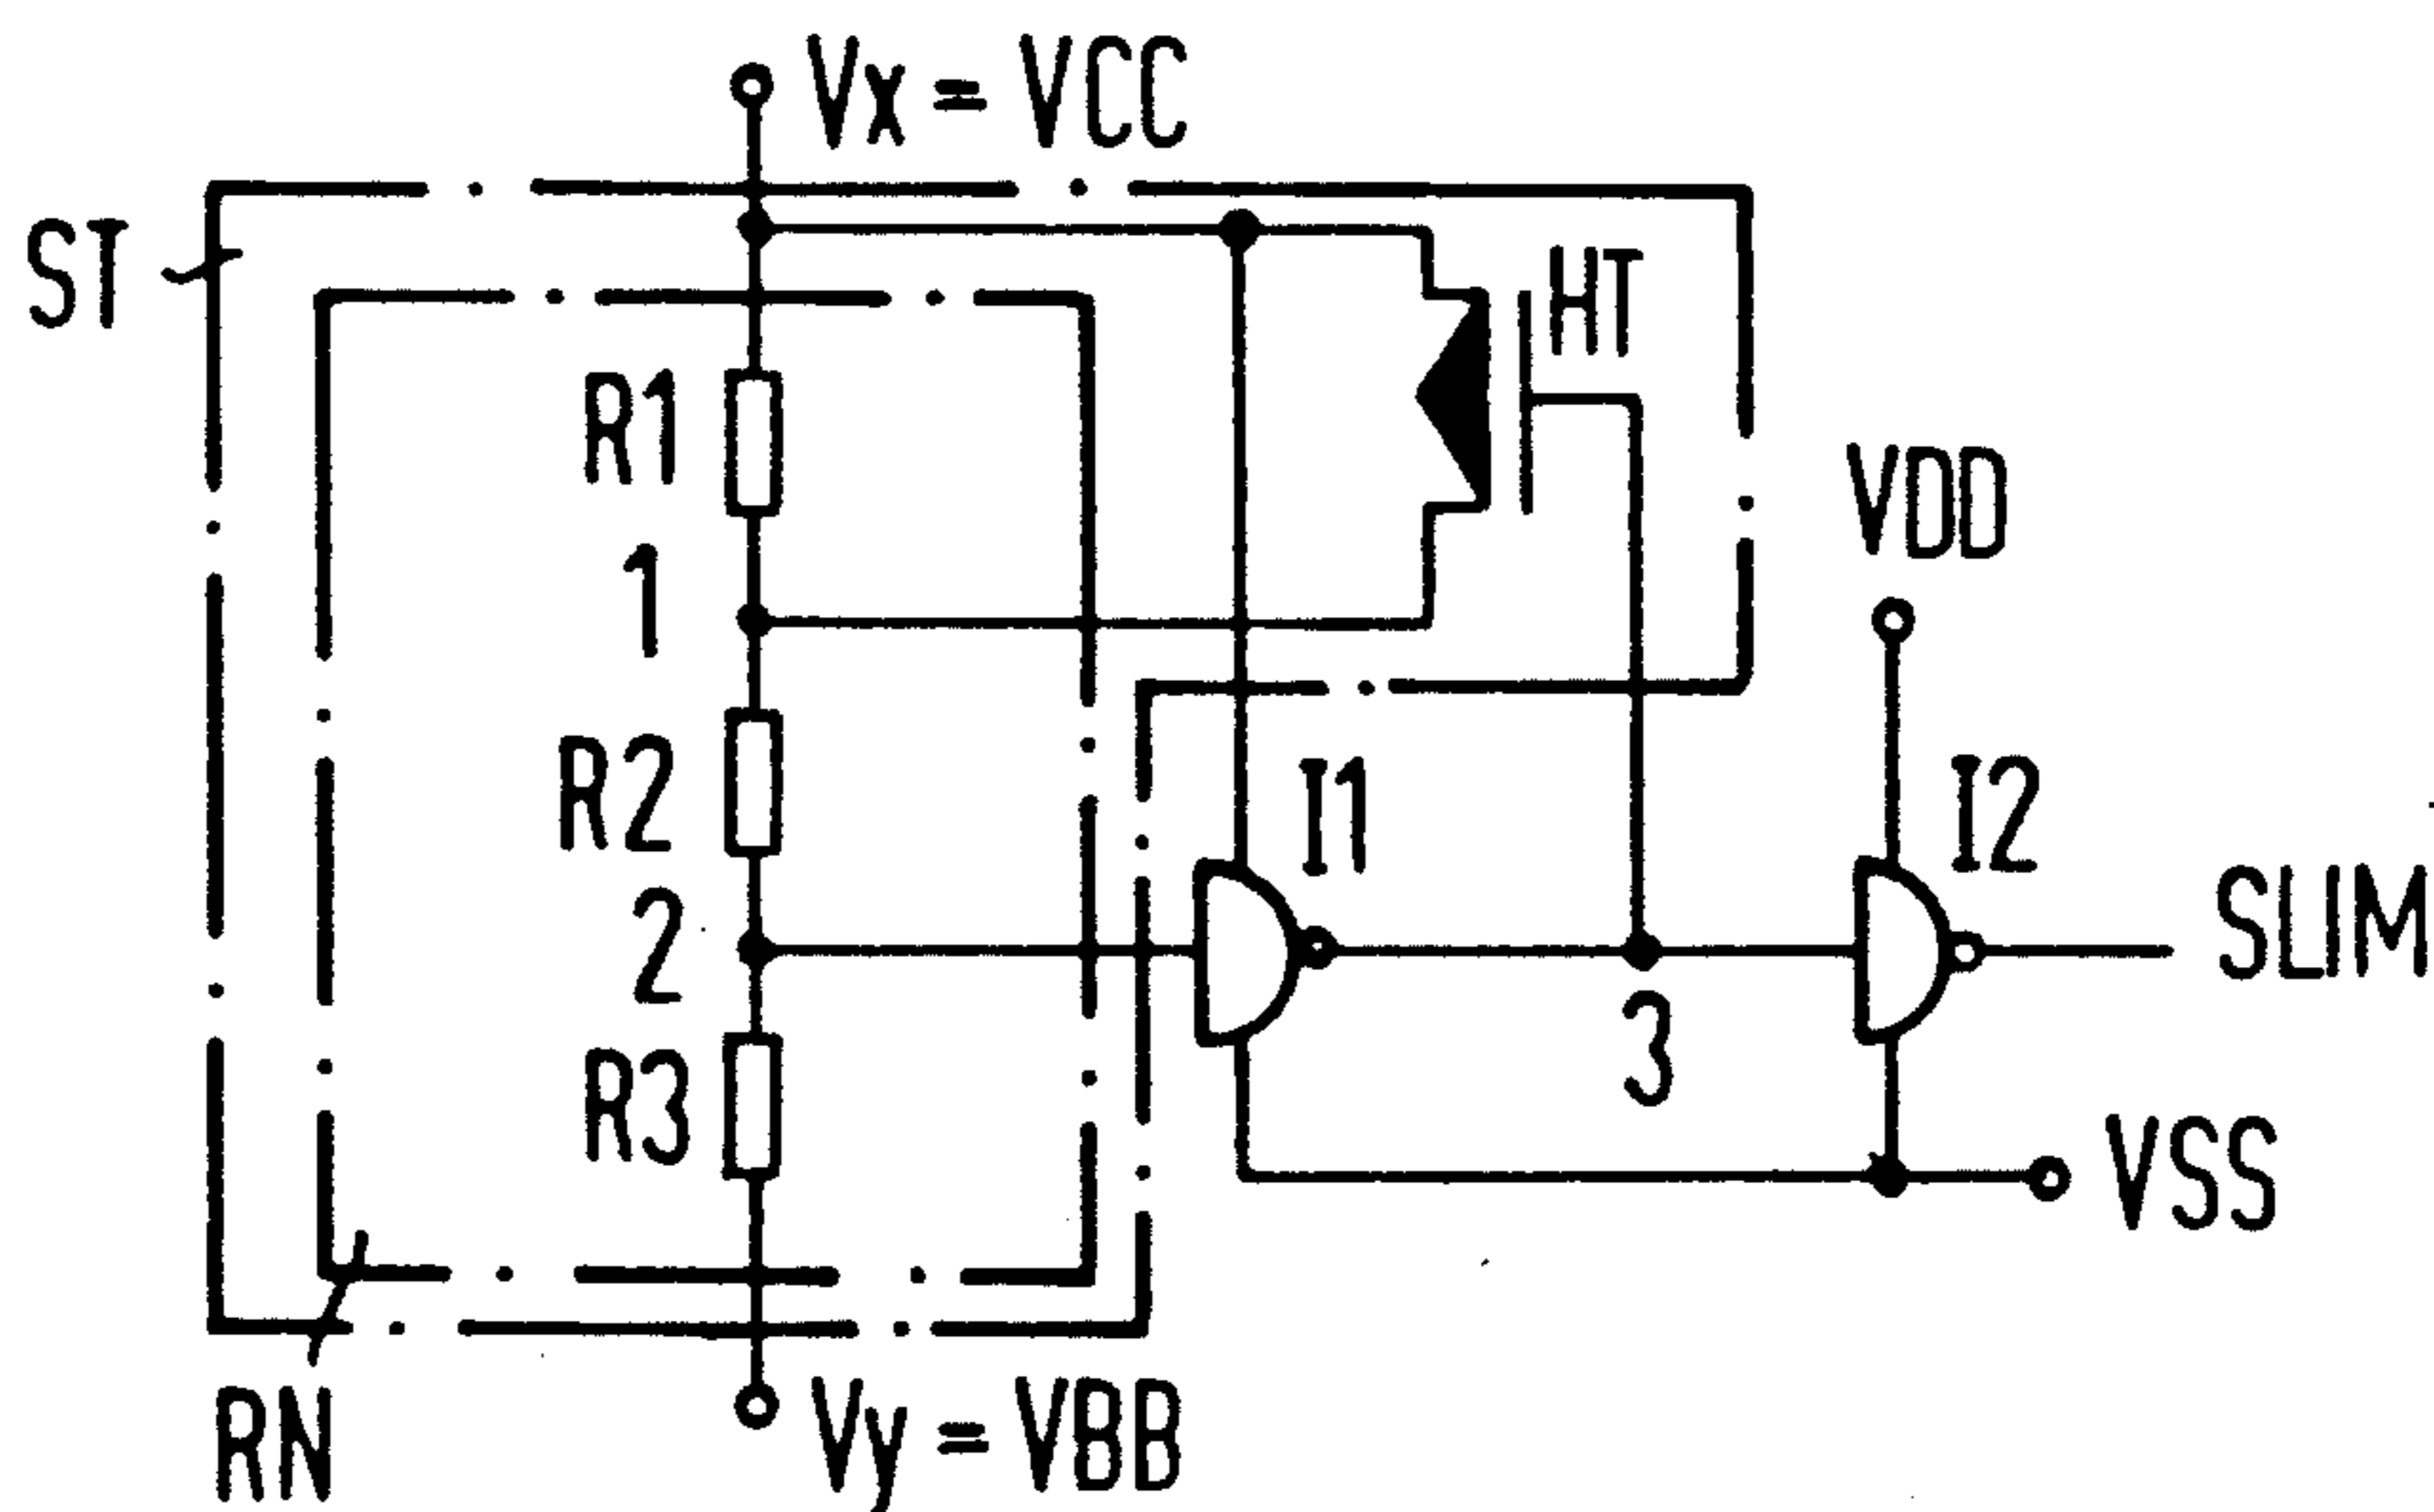 Vx = VCC
ST
HT
R1
VDD
1
R2
I1
I2
2
SLIM
3
R3
VSS
RN
Vy = VBB